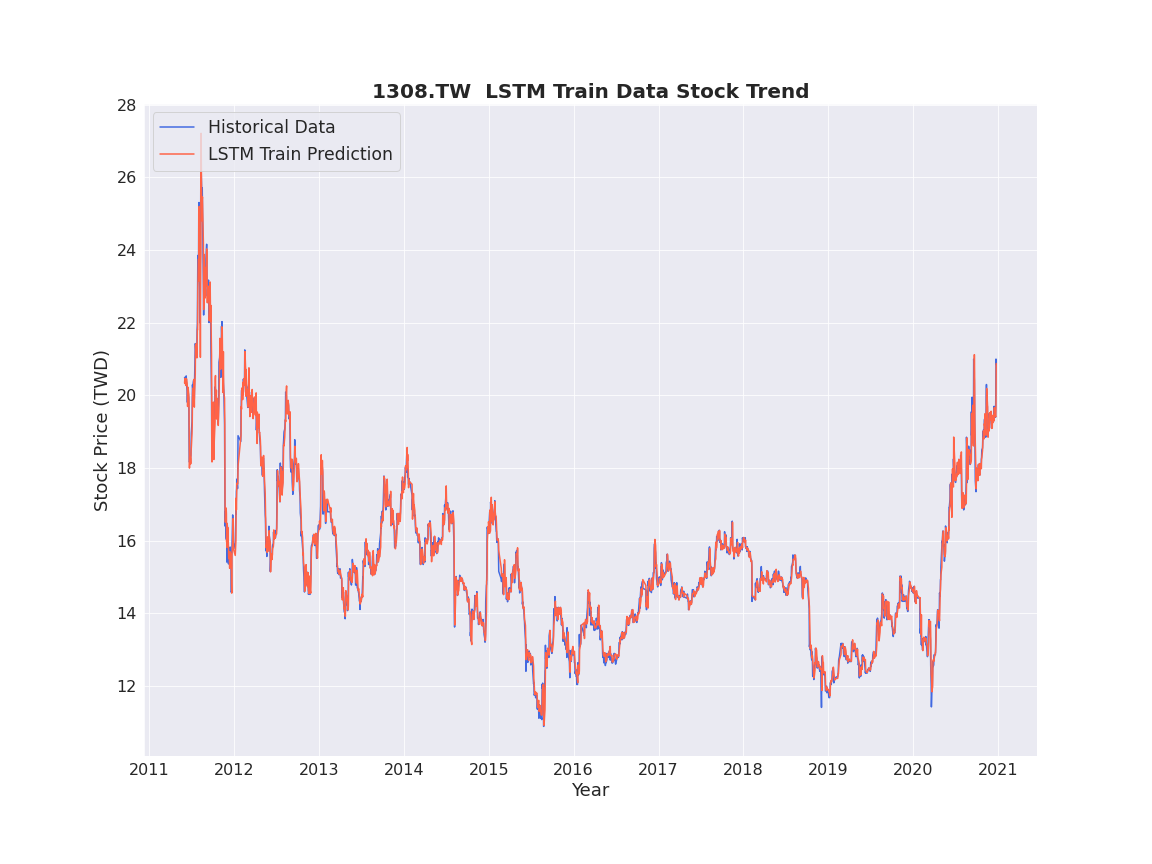 1308.TW  LSTM Train Data Stock Trend
Historical Data
LSTM Train Prediction
Stock Price (TWD)
28
26
24
22
20
18
16
14
12
2011 2012 2013 2014 2015 2016 2017 2018 2019 2020 2021
Year